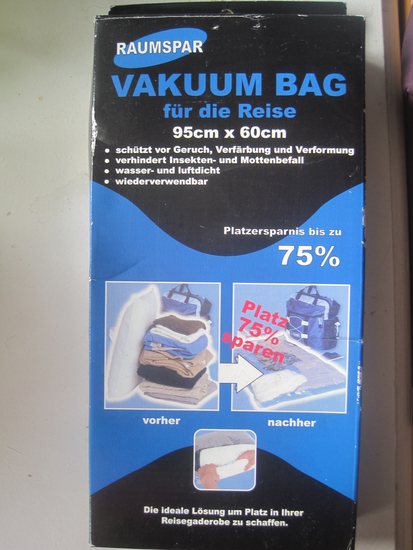 RAUMSPAR
VAKUUM BAG
für die Reise
95cm x 60cm
• schützt vor Geruch, Verfärbung und Verformung
• verhindert Insekten- und Mottenbefall
• wasser- und luftdicht
• wiederverwendbar
Platzersparnis bis zu
75%
Platz
75%
sparen
vorher
nachher
Die ideale Lösung um Platz in Ihrer
Reisegaderobe zu schaffen.